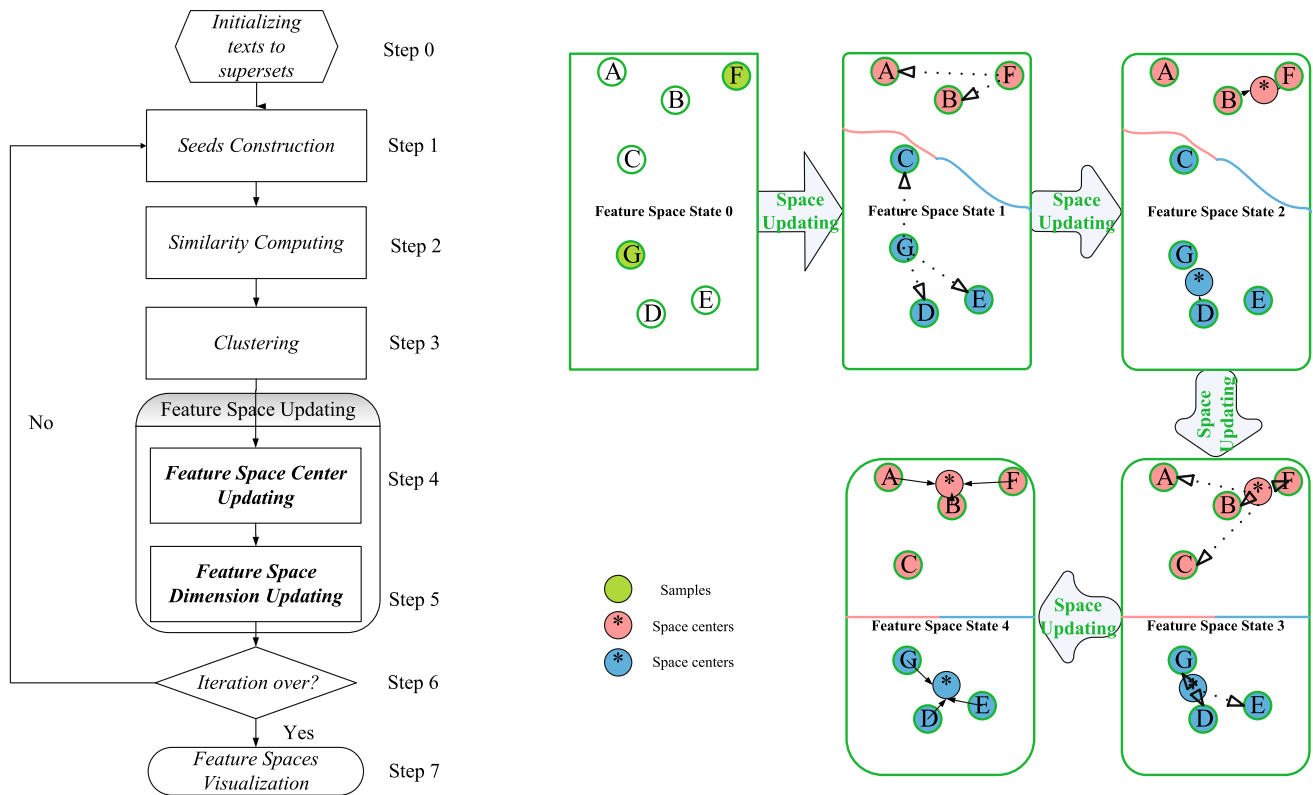 Initializing
texts to
supersets
Step 0
Seeds Construction
Step 1
Similarity Computing
Step 2
Clustering
Step 3
Feature Space Updating
No
Feature Space Center
Updating
Step 4
Feature Space
Dimension Updating
Step 5
Iteration over?
Step 6
Yes
Feature Spaces
Visualization
Step 7
A
F
B
C
Feature Space State 0
G
E
D
Space
Updating
A
F
B
C
Feature Space State 1
G
D
E
Space
Updating
A
F
*
B
C
Feature Space State 2
G
*
D
E
Space
Updating
A
F
*
B
C
Feature Space State 3
G
*
D
E
Space
Updating
A
*
F
B
C
Feature Space State 4
G
*
D
E
Samples
* Space centers
* Space centers